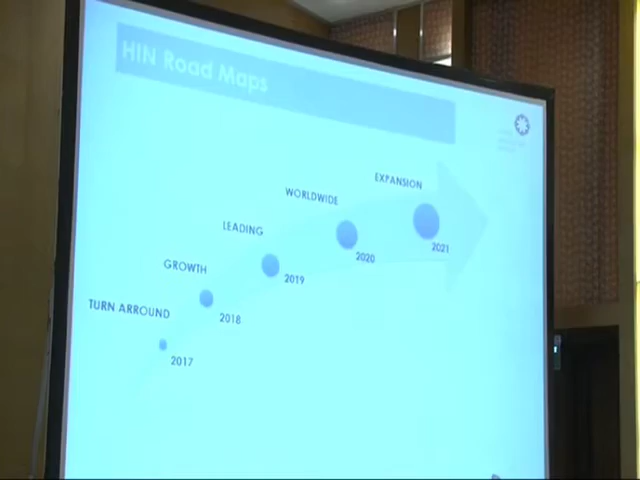 HIN Road Maps
EXPANSION
WORLDWIDE
LEADING
GROWTH
TURN ARROUND
2021
2020
2019
2018
2017